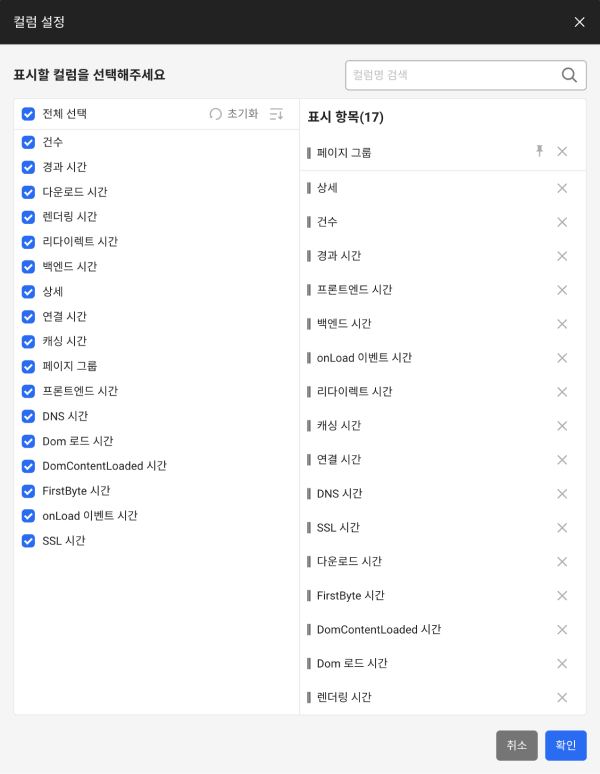 컬럼 설정
표시할 컬럼을 선택해주세요
컬럼명 검색
전체 선택
초기화
건수
경과 시간
다운로드 시간
렌더링 시간
리다이렉트 시간
백엔드 시간
상세
연결 시간
캐싱 시간
페이지 그룹
프론트엔드 시간
DNS 시간
Dom 로드 시간
DomContentLoaded 시간
FirstByte 시간
onLoad 이벤트 시간
SSL 시간
표시 항목(17)
페이지 그룹
상세
건수
경과 시간
프론트엔드 시간
백엔드 시간
onLoad 이벤트 시간
리다이렉트 시간
캐싱 시간
연결 시간
DNS 시간
SSL 시간
다운로드 시간
FirstByte 시간
DomContentLoaded 시간
Dom 로드 시간
렌더링 시간
취소
확인